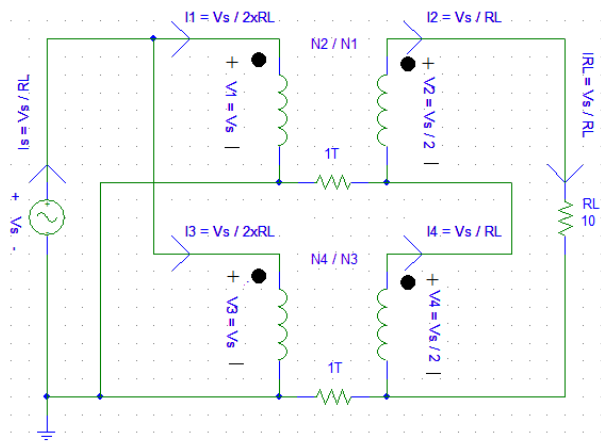 I1 = Vs / 2xRL
I2 = Vs / RL
N2 / N1
Is = Vs / RL
+
V1 = Vs
-
+
V2 = Vs / 2
-
IRL = Vs / RL
1T
+
Vs
-
RL
10
I3 = Vs / 2xRL
I4 = Vs / RL
N4 / N3
+
V3 = Vs
-
+
V4 = Vs / 2
-
1T